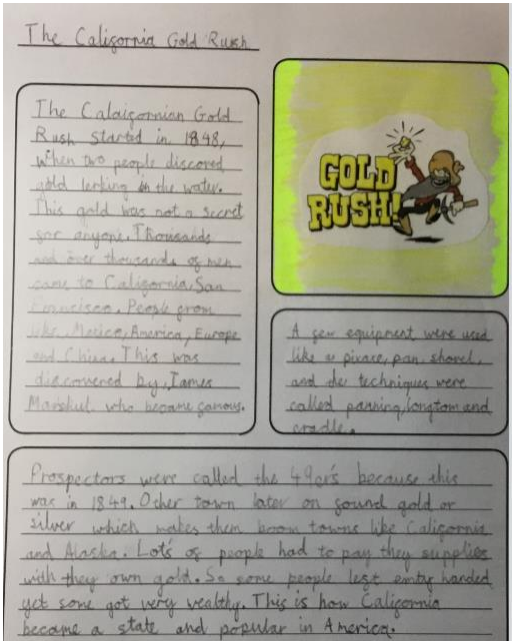 The California Gold Rush
The Calaifornian Gold
Rush started in 1848,
when two people discored
gold lerking in the water.
This gold was not a secret
for anyone. Thousands
and over thousands of men
came to California, San
Francisco. People from
like Mexico, America, Europe
and China. This was
discovered by, James
Marshul who became famous.
GOLD
RUSH!
A few equipment were used
like a pixace, pan, shovel,
and the techniques were
called panning, longtom and
cradle.
Prospectors were called the 49er's because this
was in 1849. Other town later on found gold or
silver which makes them boom towns like California
and Alaska. Lot's of people had to pay they supplies
with they own gold. So some people left emty handed
yet some got very wealthy. This is how California
became a state and popular in America.